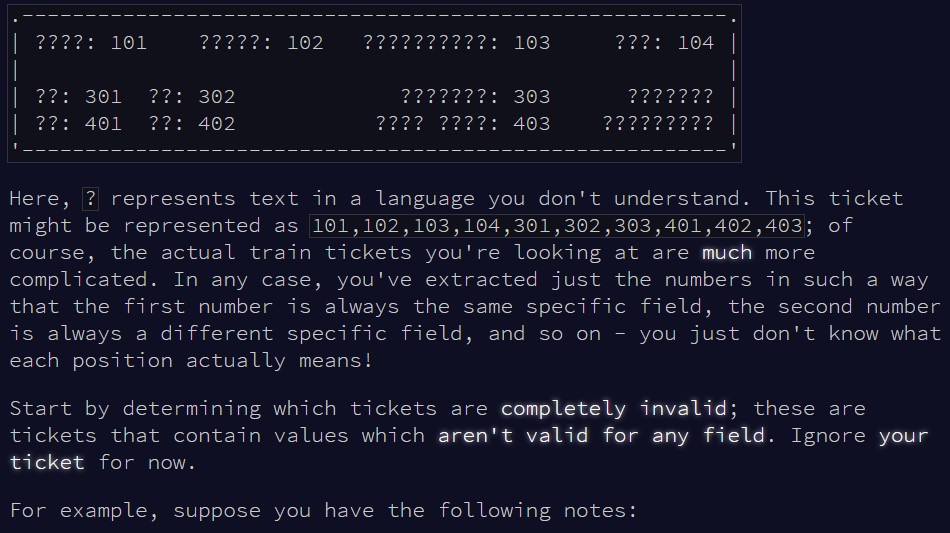 .---------------------------------------------------------.
| ????: 101    ?????: 102   ??????????: 103     ???: 104 |
|                                                         |
| ??: 301  ??: 302             ???????: 303      ??????? |
| ??: 401  ??: 402           ???? ????: 403    ????????? |
'---------------------------------------------------------'
Here, ? represents text in a language you don't understand. This ticket
might be represented as 101,102,103,104,301,302,303,401,402,403; of
course, the actual train tickets you're looking at are much more
complicated. In any case, you've extracted just the numbers in such a way
that the first number is always the same specific field, the second number
is always a different specific field, and so on - you just don't know what
each position actually means!
Start by determining which tickets are completely invalid; these are
tickets that contain values which aren't valid for any field. Ignore your
ticket for now.
For example, suppose you have the following notes: